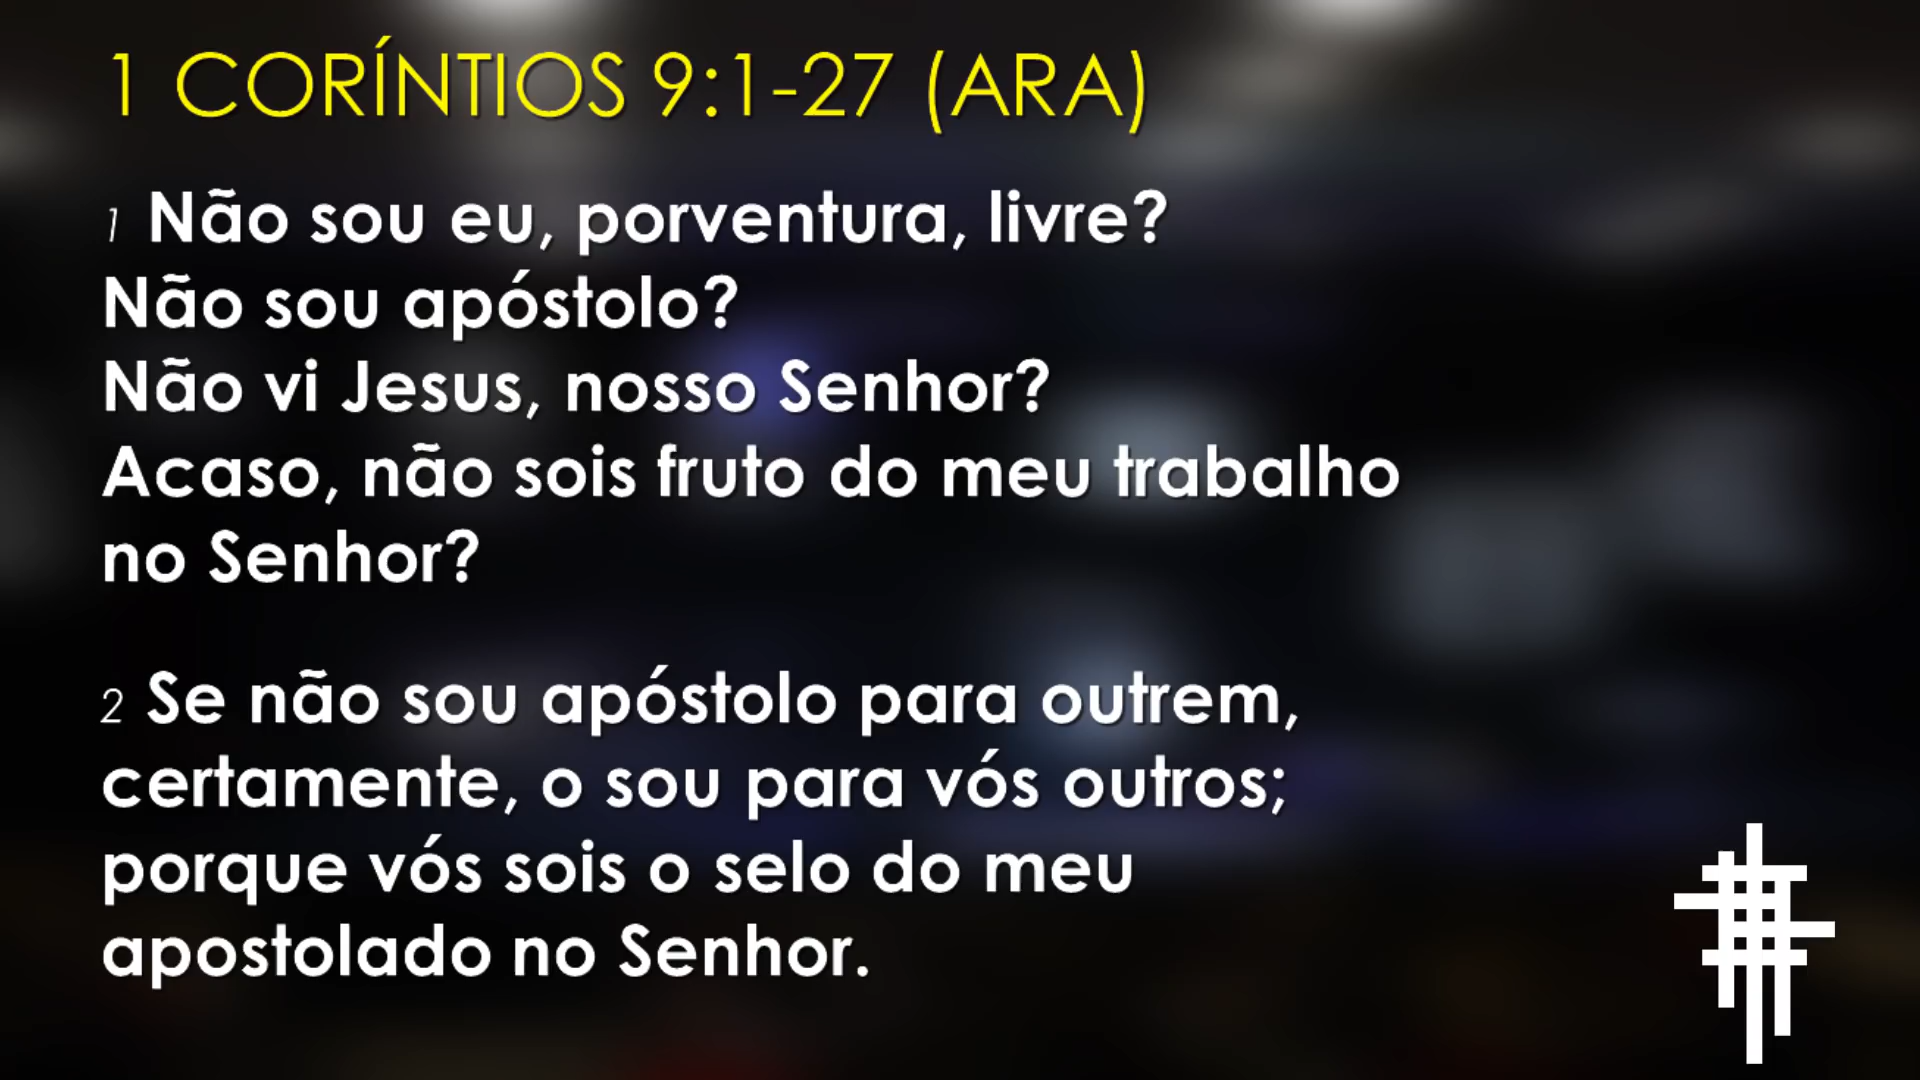 1 CORÍNTIOS 9:1-27 (ARA)
1 Não sou eu, porventura, livre?
Não sou apóstolo?
Não vi Jesus, nosso Senhor?
Acaso, não sois fruto do meu trabalho
no Senhor?
2 Se não sou apóstolo para outrem,
certamente, o sou para vós outros;
porque vós sois o selo do meu
apostolado no Senhor.